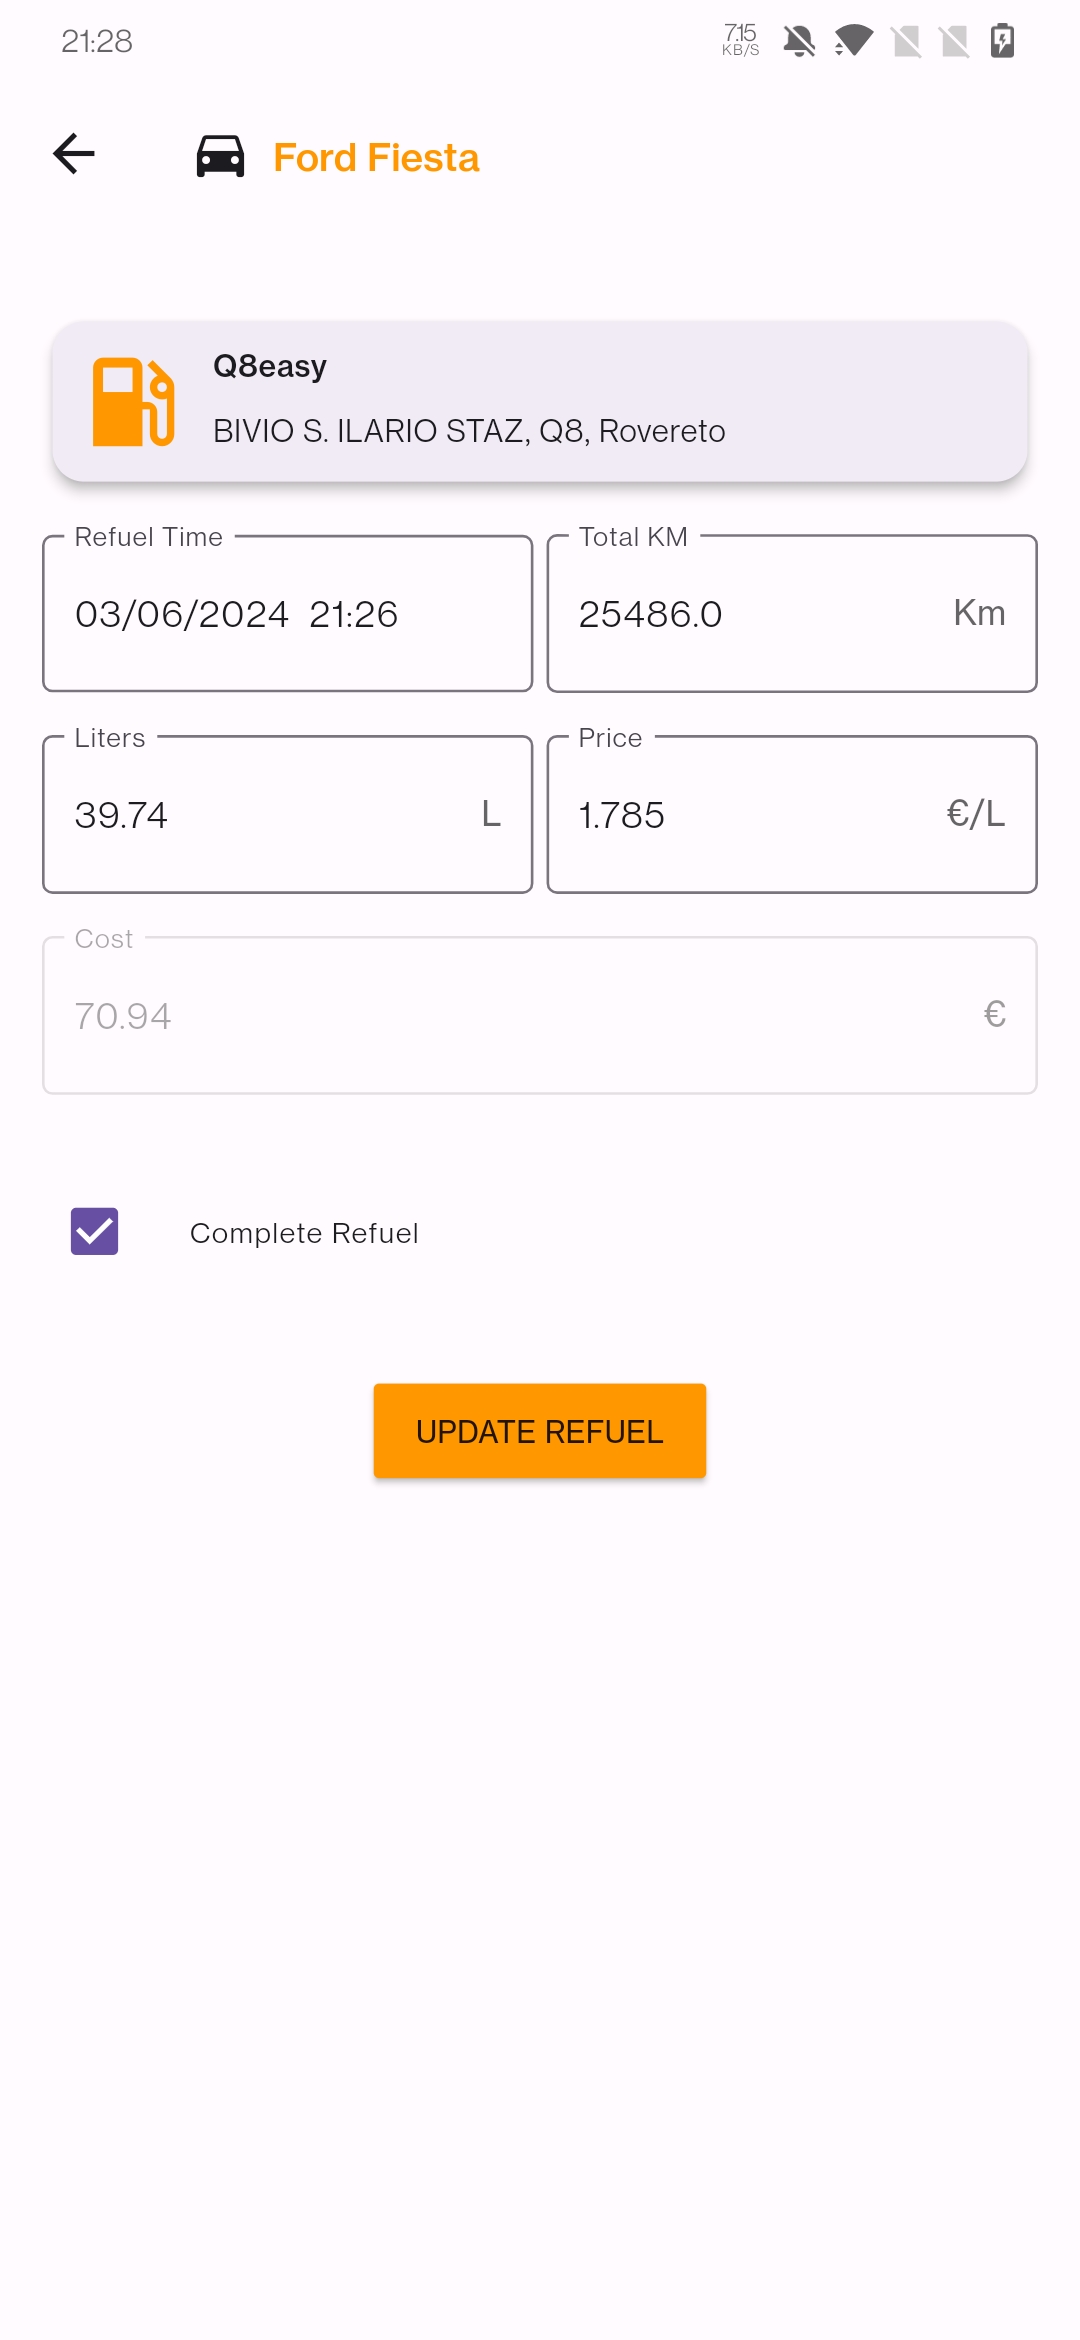 21:28
7.15
KB/S
Ford Fiesta
Q8easy
BIVIO S. ILARIO STAZ, Q8, Rovereto
Refuel Time
03/06/2024 21:26
Total KM
25486.0 Km
Liters
39.74 L
Price
1.785 €/L
Cost
70.94 €
Complete Refuel
UPDATE REFUEL